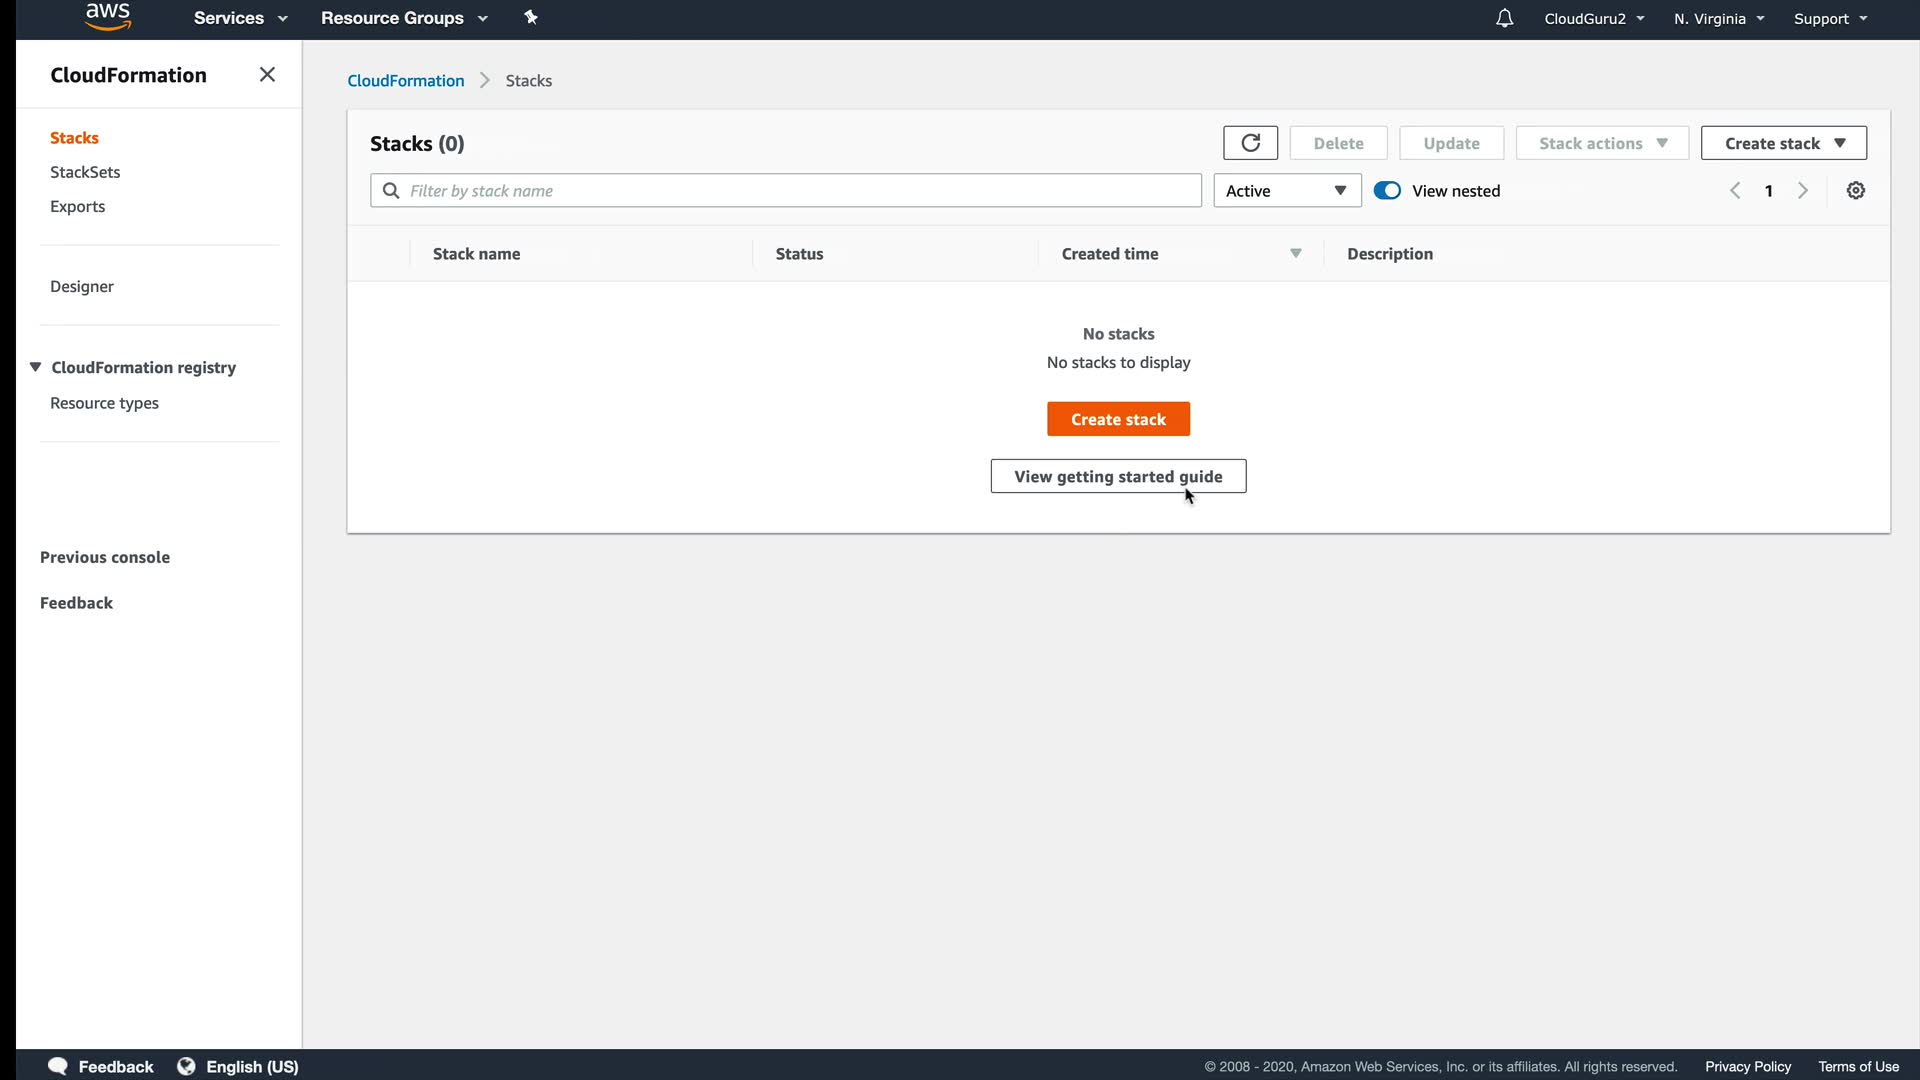 aws Services Resource Groups CloudGuru2 N. Virginia Support
CloudFormation
Stacks
StackSets
Exports
Designer
CloudFormation registry
Resource types
Previous console
Feedback
CloudFormation Stacks
Stacks (0) Delete Update Stack actions Create stack
Filter by stack name Active View nested 1
Stack name Status Created time Description
No stacks
No stacks to display
Create stack
View getting started guide
Feedback English (US) © 2008 - 2020, Amazon Web Services, Inc. or its affiliates. All rights reserved. Privacy Policy Terms of Use